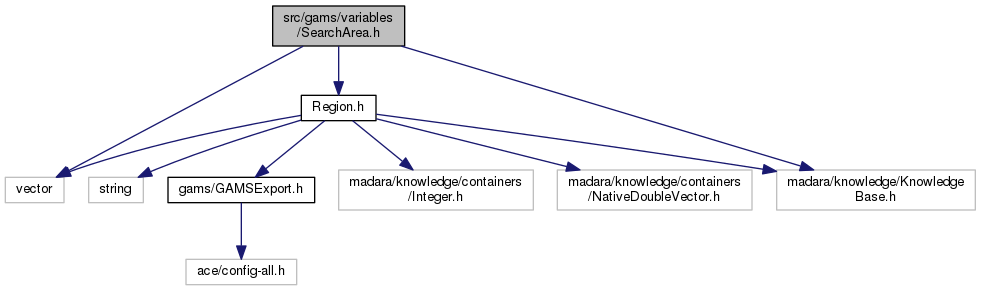 src/gams/variables
/SearchArea.h
Region.h
vector
string
gams/GAMSExport.h
madara/knowledge/containers
/Integer.h
madara/knowledge/containers
/NativeDoubleVector.h
madara/knowledge/Knowledge
Base.h
ace/config-all.h